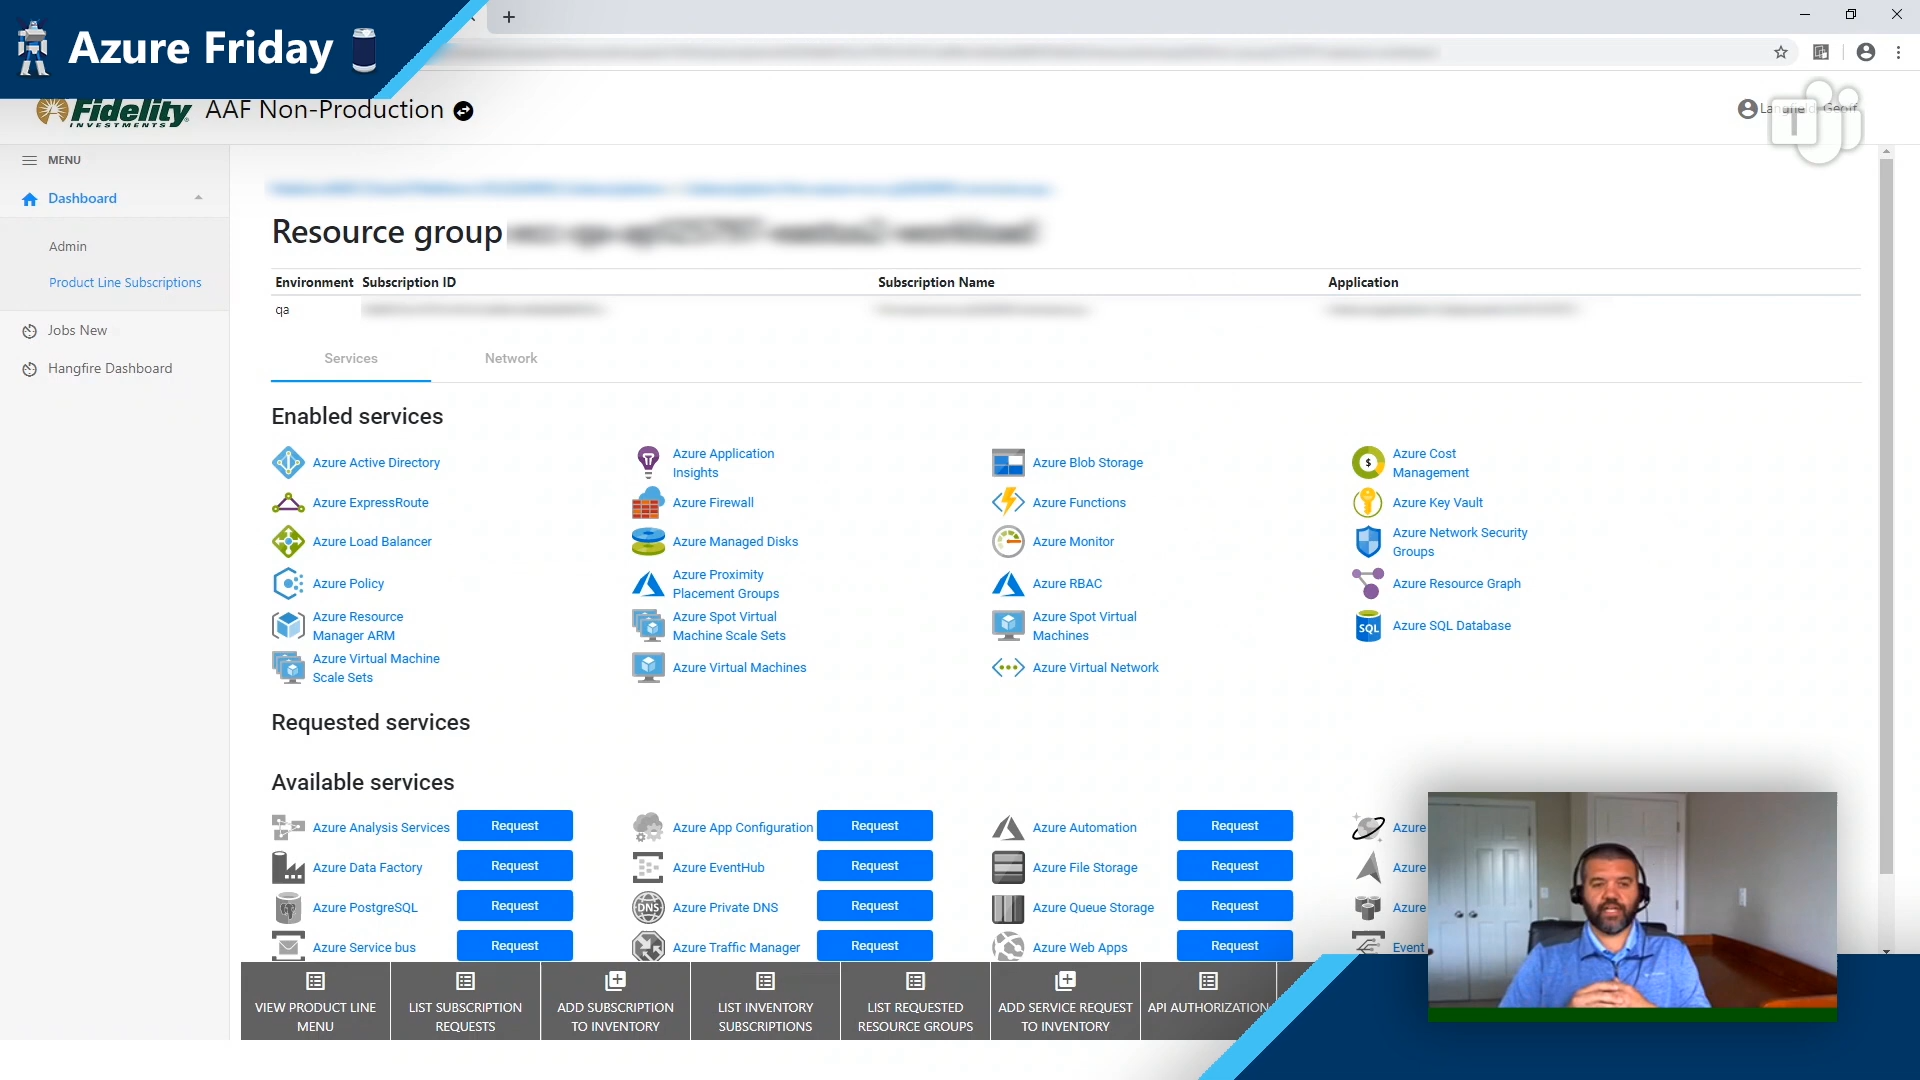 Azure Friday
Fidelity
INVESTMENTS
AAF Non-Production
Geoff
MENU
Dashboard
Admin
Product Line Subscriptions
Jobs New
Hangfire Dashboard
Resource group
Environment Subscription ID Subscription Name Application
qa
Services Network
Enabled services
Azure Active Directory
Azure Application
Insights
Azure Blob Storage
Azure Cost
Management
Azure ExpressRoute
Azure Firewall
Azure Functions
Azure Key Vault
Azure Load Balancer
Azure Managed Disks
Azure Monitor
Azure Network Security
Groups
Azure Policy
Azure Proximity
Placement Groups
Azure RBAC
Azure Resource Graph
Azure Resource
Manager ARM
Azure Spot Virtual
Machine Scale Sets
Azure Spot Virtual
Machines
SQL
Azure SQL Database
Azure Virtual Machine
Scale Sets
Azure Virtual Machines
Azure Virtual Network
Requested services
Available services
Azure Analysis Services Request Azure App Configuration Request Azure Automation Request Azure
Azure Data Factory Request Azure EventHub Request Azure File Storage Request Azure
Azure PostgreSQL Request DNS Azure Private DNS Request Azure Queue Storage Request Azure
Azure Service bus Request Azure Traffic Manager Request Azure Web Apps Request Event
VIEW PRODUCT LINE
MENU
LIST SUBSCRIPTION
REQUESTS
ADD SUBSCRIPTION
TO INVENTORY
LIST INVENTORY
SUBSCRIPTIONS
LIST REQUESTED
RESOURCE GROUPS
ADD SERVICE REQUEST
TO INVENTORY
API AUTHORIZATION